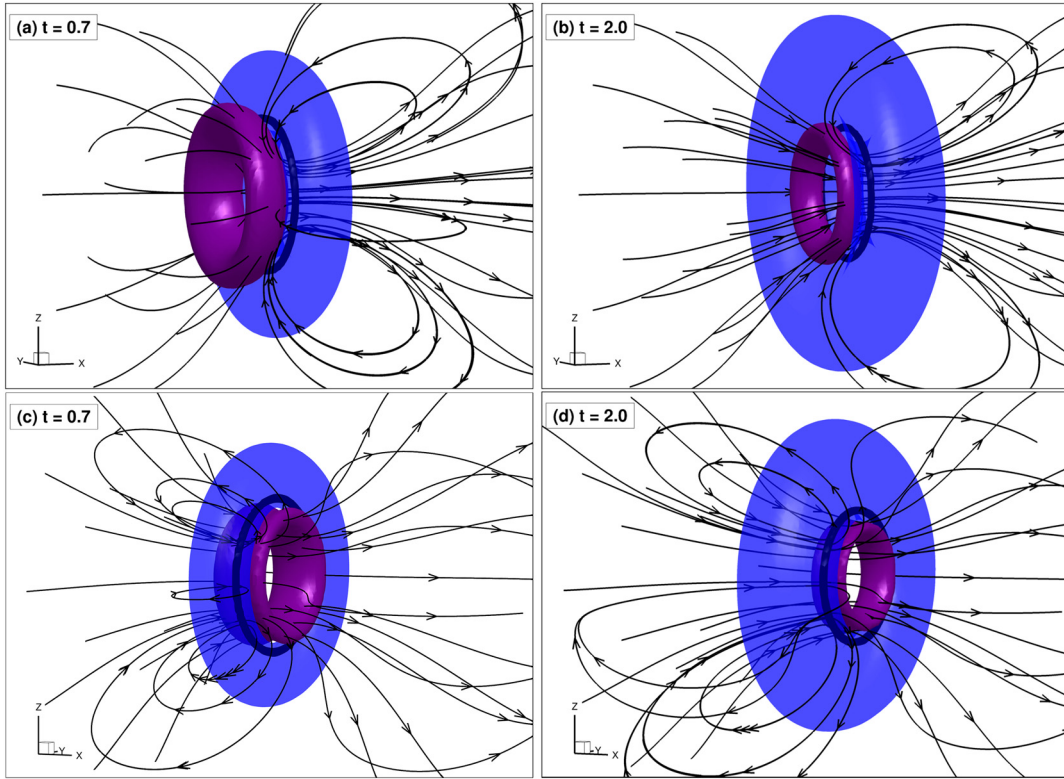 (a) t = 0.7
Z
Y
X
(b) t = 2.0
Z
Y
X
(c) t = 0.7
Z
-Y
X
(d) t = 2.0
Z
-Y
X